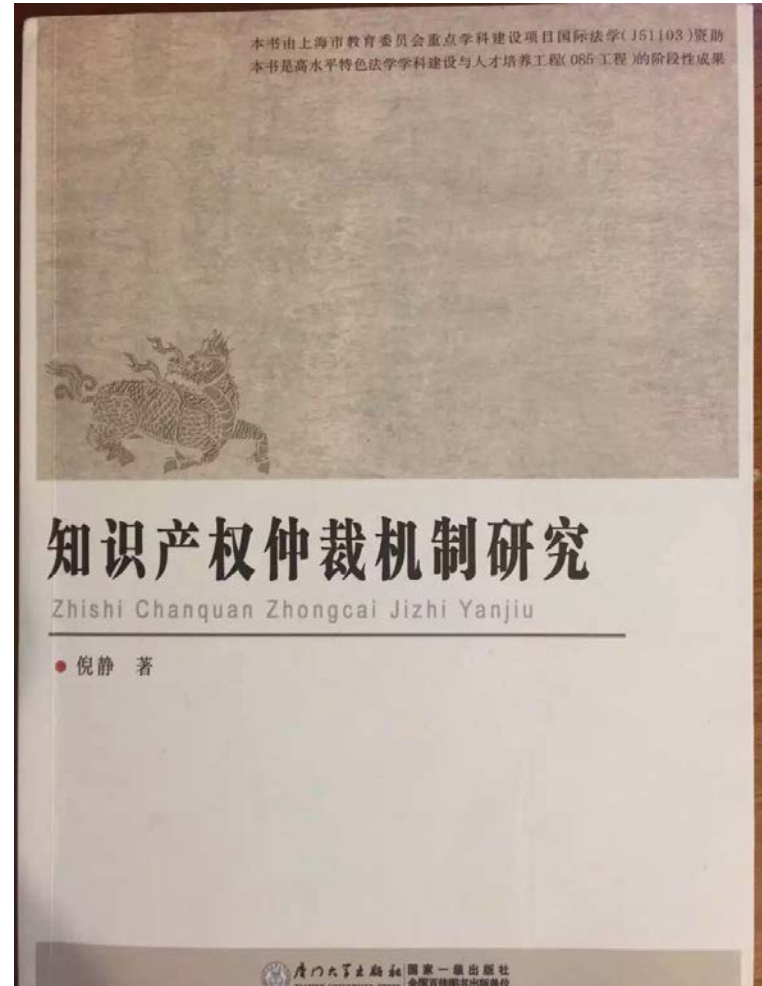 本书由上海市教育委员会重点学科建设项目国际法学(J51103)资助
本书是高水平特色法学学科建设与人才培养工程(085工程)的阶段性成果
知识产权仲裁机制研究
Zhishi Chanquan Zhongcai Jizhi Yanjiu
倪静 著
厦门大学出版社 国家一级出版社
全国百佳图书出版单位